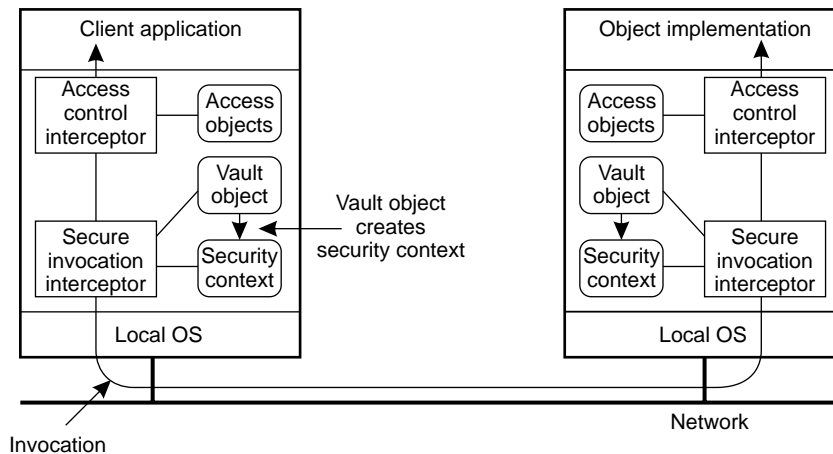 Client application
Access
control
interceptor
Access
objects
Vault
object
Secure
invocation
interceptor
Security
context
Local OS
Vault object
creates
security context
Object implementation
Access
objects
Access
control
interceptor
Vault
object
Security
context
Secure
invocation
interceptor
Local OS
Network
Invocation